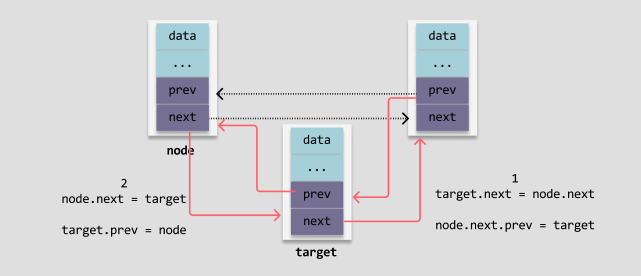 data
...
prev
next
node
data
...
prev
next
data
...
prev
next
target
2
node.next = target
target.prev = node
1
target.next = node.next
node.next.prev = target